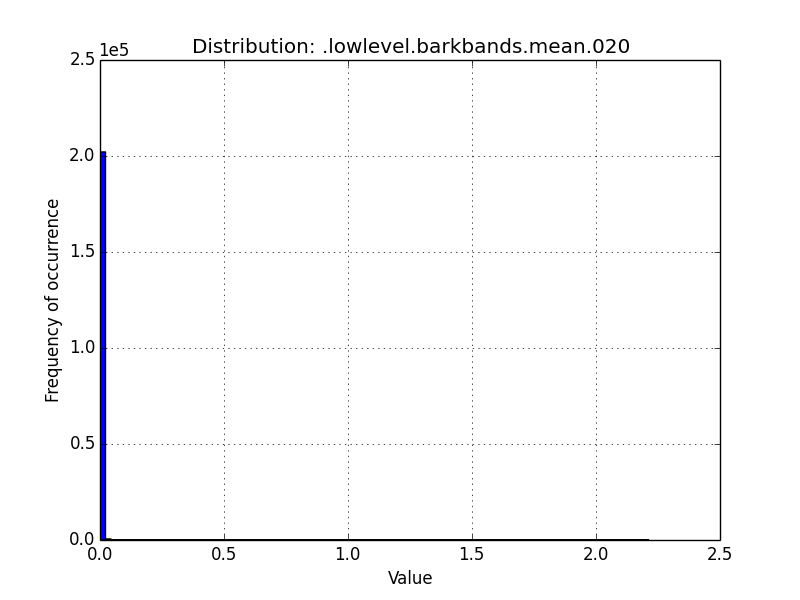 Distribution: .lowlevel.barkbands.mean.020
1e5
2.5
2.0
1.5
1.0
0.5
0.0
Frequency of occurrence
0.0 0.5 1.0 1.5 2.0 2.5
Value